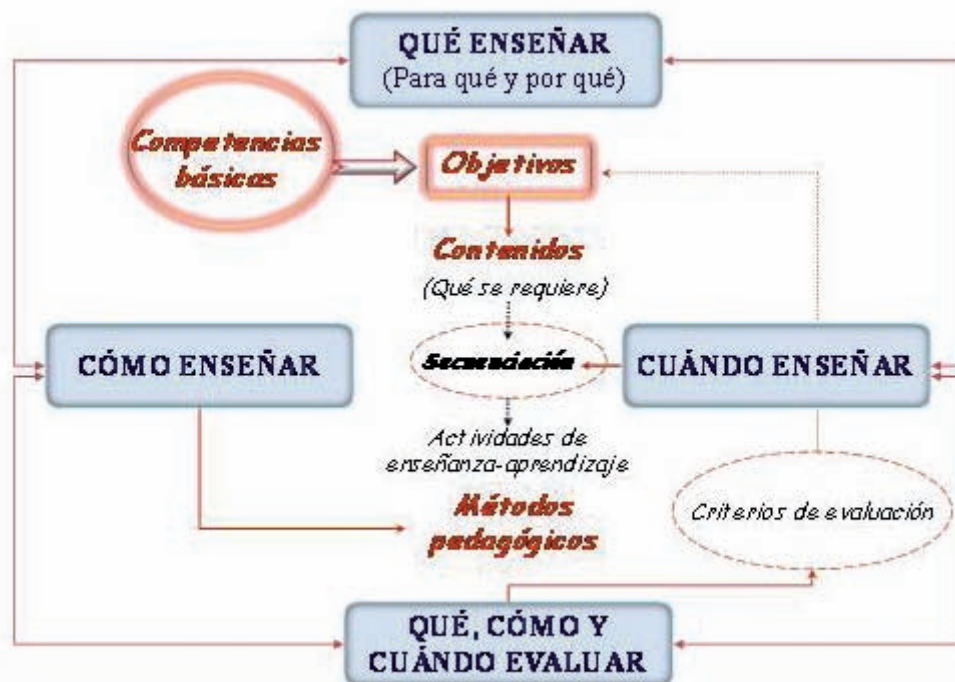 QUÉ ENSEÑAR
(Para qué y por qué)
Competencias
básicas
Objetivos
Contenidos
(Qué se requiere)
CÓMO ENSEÑAR
Secuenciación
CUÁNDO ENSEÑAR
Actividades de
enseñanza-aprendizaje
Métodos
pedagógicos
Criterios de evaluación
QUÉ, CÓMO Y
CUÁNDO EVALUAR